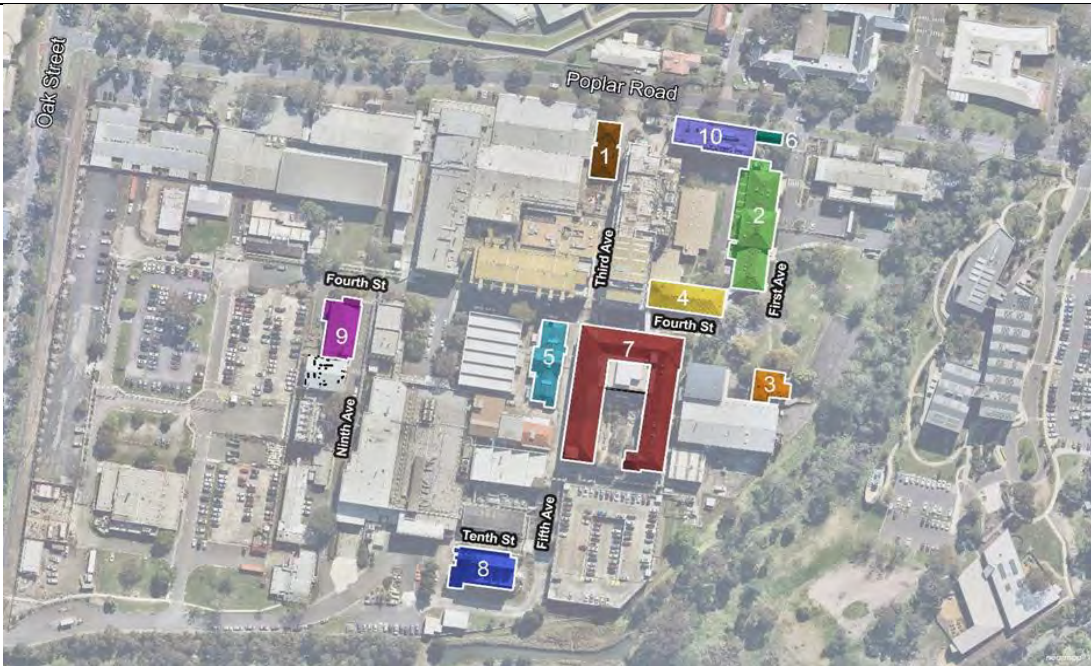 Oak Street
Poplar Road
10
6
1
2
Third Ave
First Ave
Fourth St
4
Fourth St
9
5
7
3
Ninth Ave
Fifth Ave
Tenth St
8
nearmap